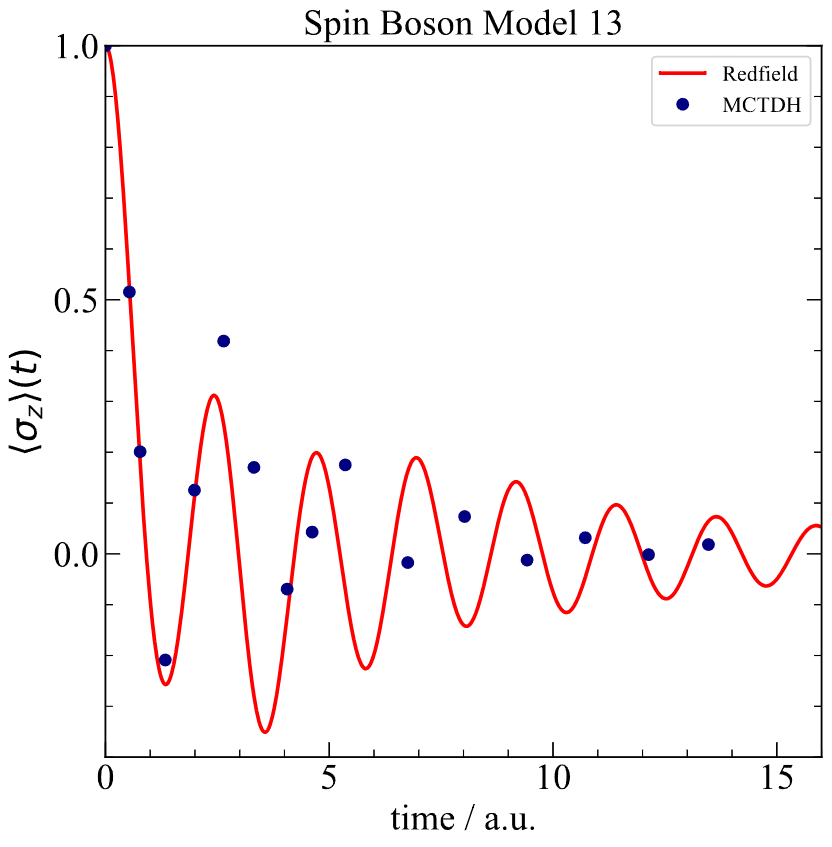 Spin Boson Model 13
Redfield
MCTDH
1.0
0.5
0.0
⟨σz⟩(t)
0
5
10
15
time / a.u.